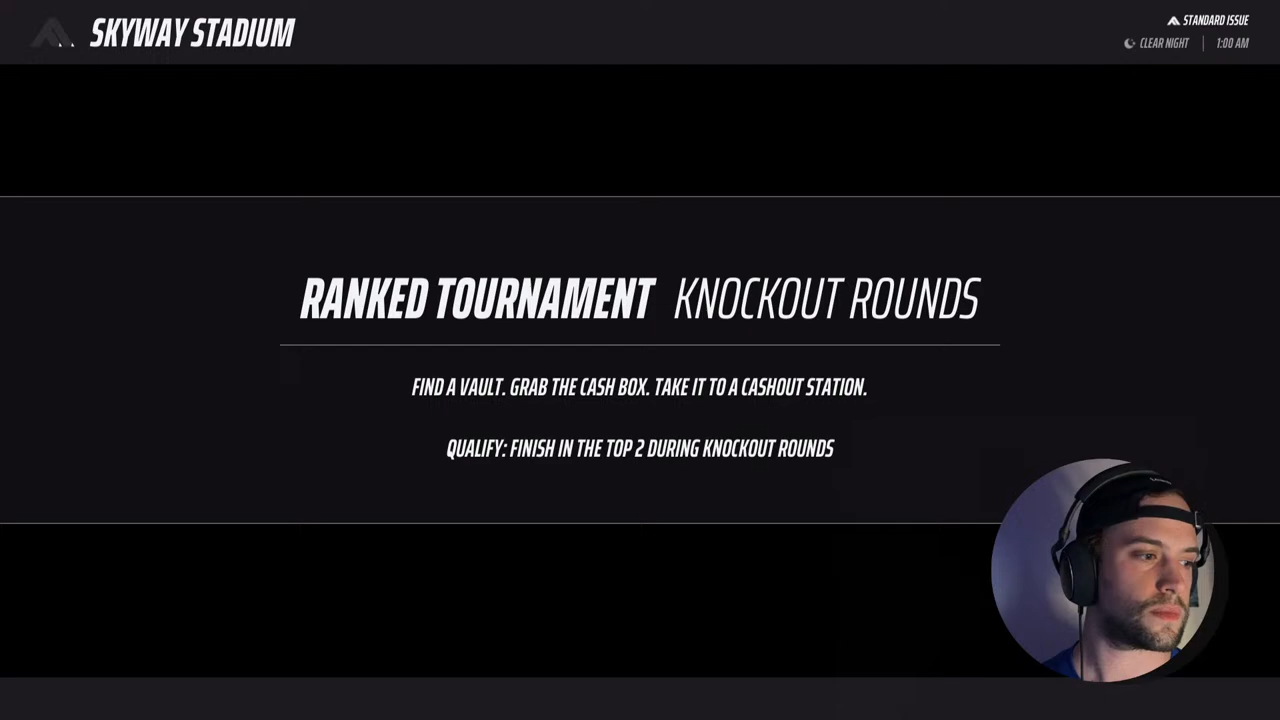 SKYWAY STADIUM
STANDARD ISSUE
CLEAR NIGHT | 1:00 AM
RANKED TOURNAMENT KNOCKOUT ROUNDS
FIND A VAULT. GRAB THE CASH BOX. TAKE IT TO A CASHOUT STATION.
QUALIFY: FINISH IN THE TOP 2 DURING KNOCKOUT ROUNDS